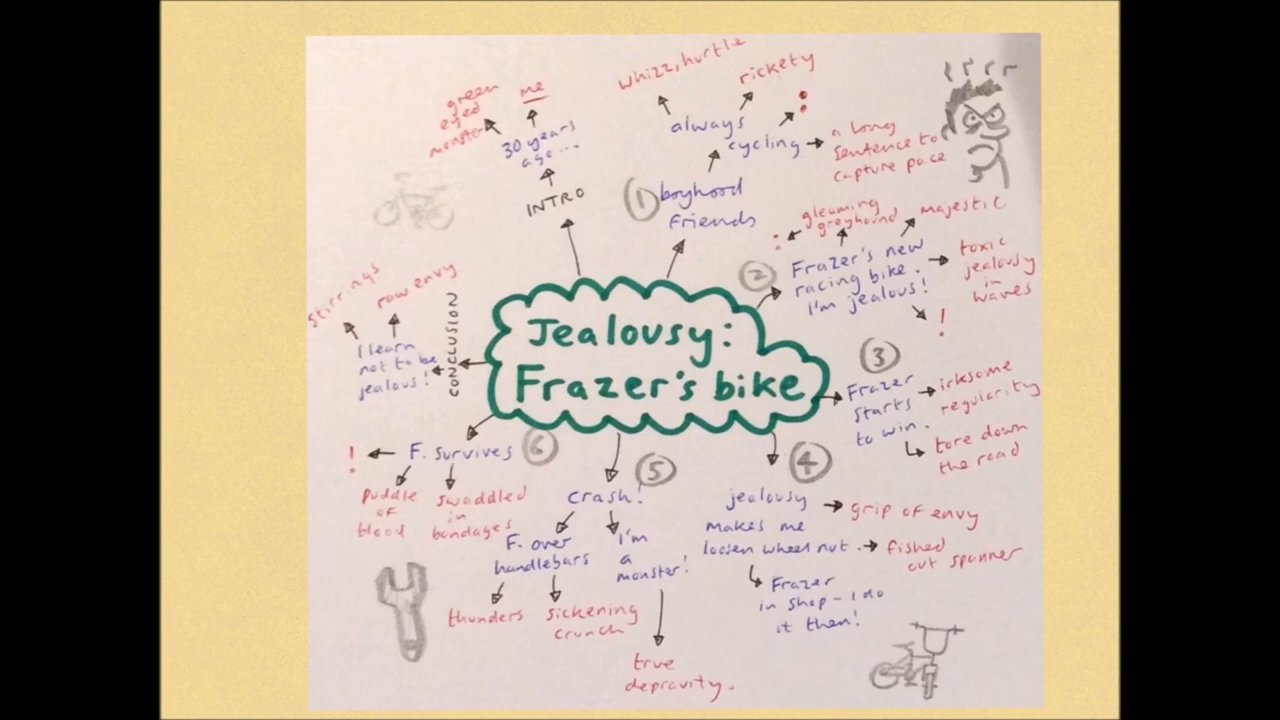 Jealousy:
Frazer's bike
INTRO
30 years
ago...
green
eyed
monster
me
1
boyhood
friends
always
cycling
whizz, hurtle
rickety
:
a long
sentence to
capture pace
2
Frazer's new
racing bike.
I'm jealous!
:
gleaming
greyhound
majestic
toxic
jealousy
in
waves
!
3
Frazer
starts
to win.
irksome
regularity
tore down
the road
4
jealousy
makes me
loosen wheel nut.
grip of envy
fished
out spanner
Frazer
in shop - I do
it then!
5
crash!
F. over
handlebars
thunders
sickening
crunch
I'm
a
monster!
true
depravity.
6
F. survives
!
puddle
of
blood
swaddled
in
bandages
CONCLUSION
I learn
not to be
jealous!
stirrings
raw envy